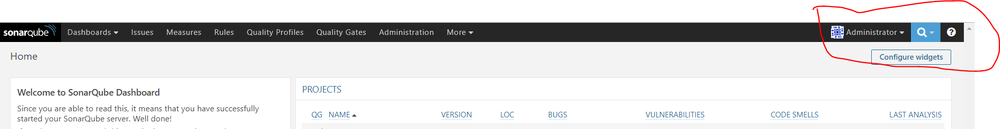 sonarqube Dashboards Issues Measures Rules Quality Profiles Quality Gates Administration More Administrator ?
Home Configure widgets
Welcome to SonarQube Dashboard
Since you are able to read this, it means that you have successfully
started your SonarQube server. Well done!
PROJECTS
QG NAME VERSION LOC BUGS VULNERABILITIES CODE SMELLS LAST ANALYSIS